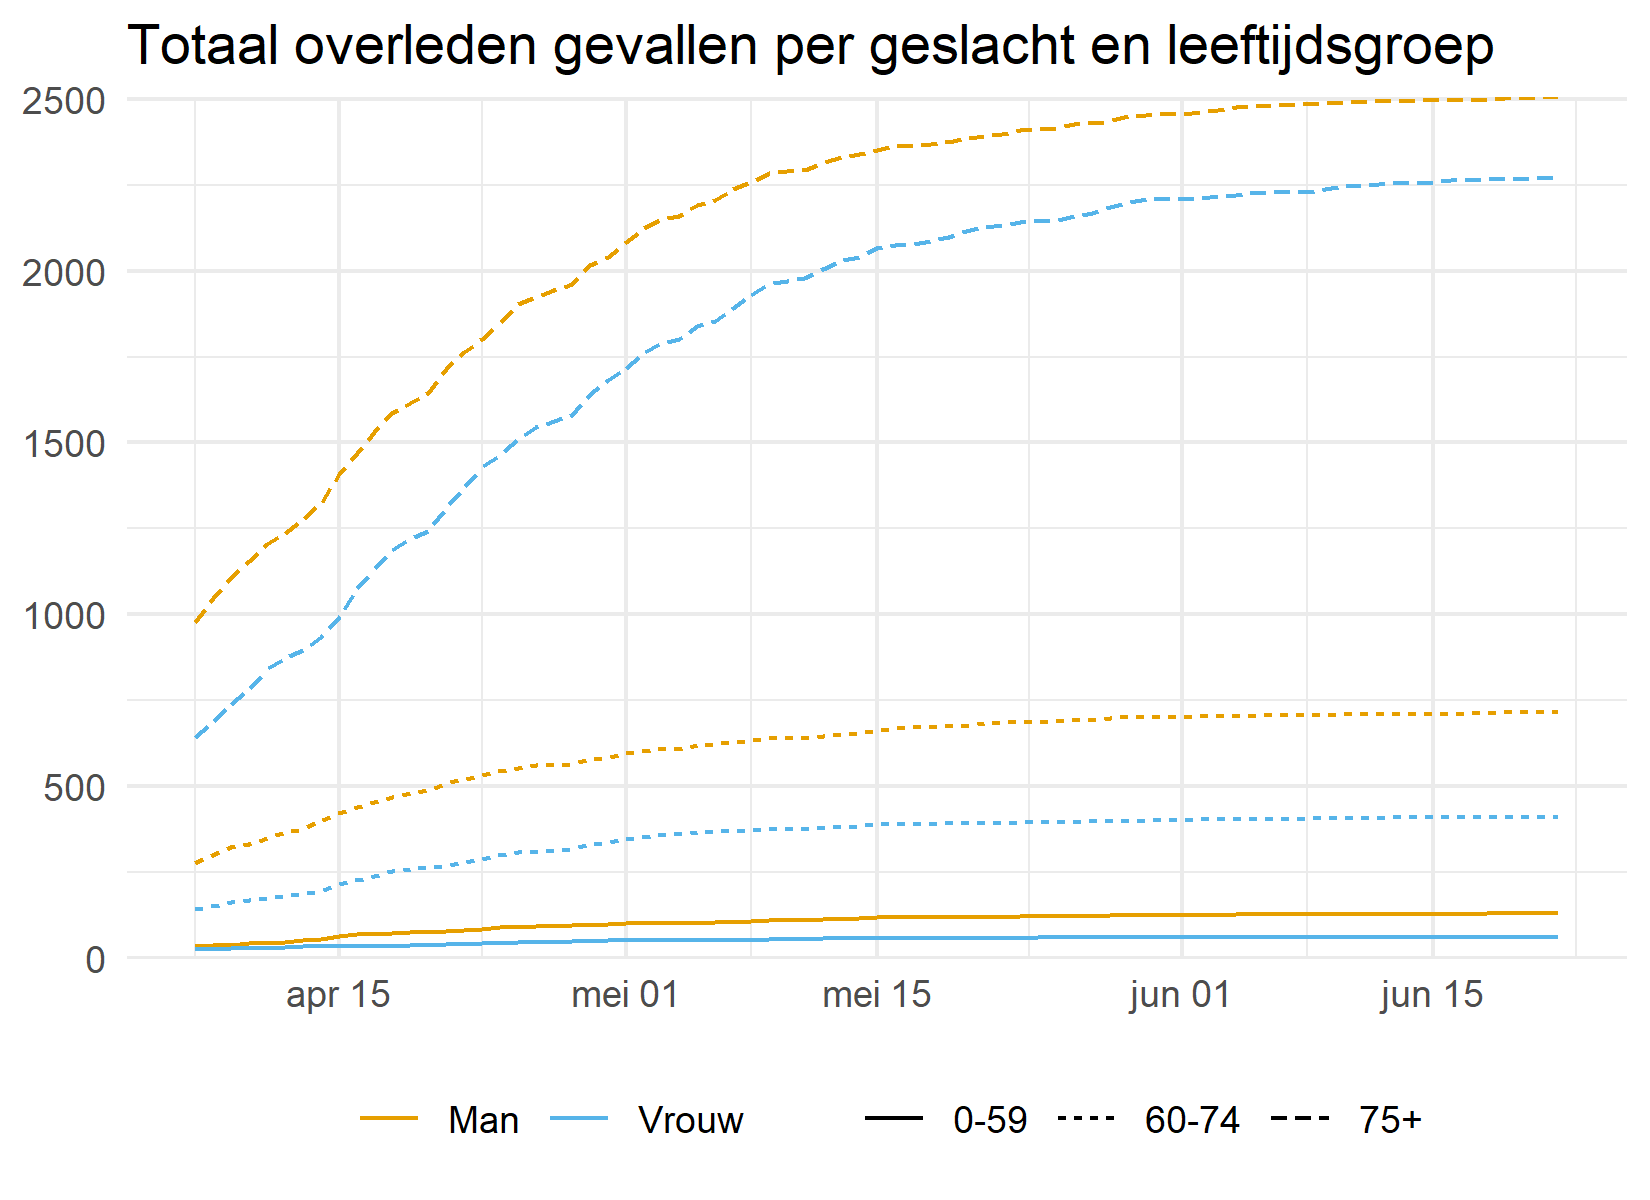 Totaal overleden gevallen per geslacht en leeftijdsgroep
2500
2000
1500
1000
500
0
apr 15 mei 01 mei 15 jun 01 jun 15
Man Vrouw 0-59 60-74 75+